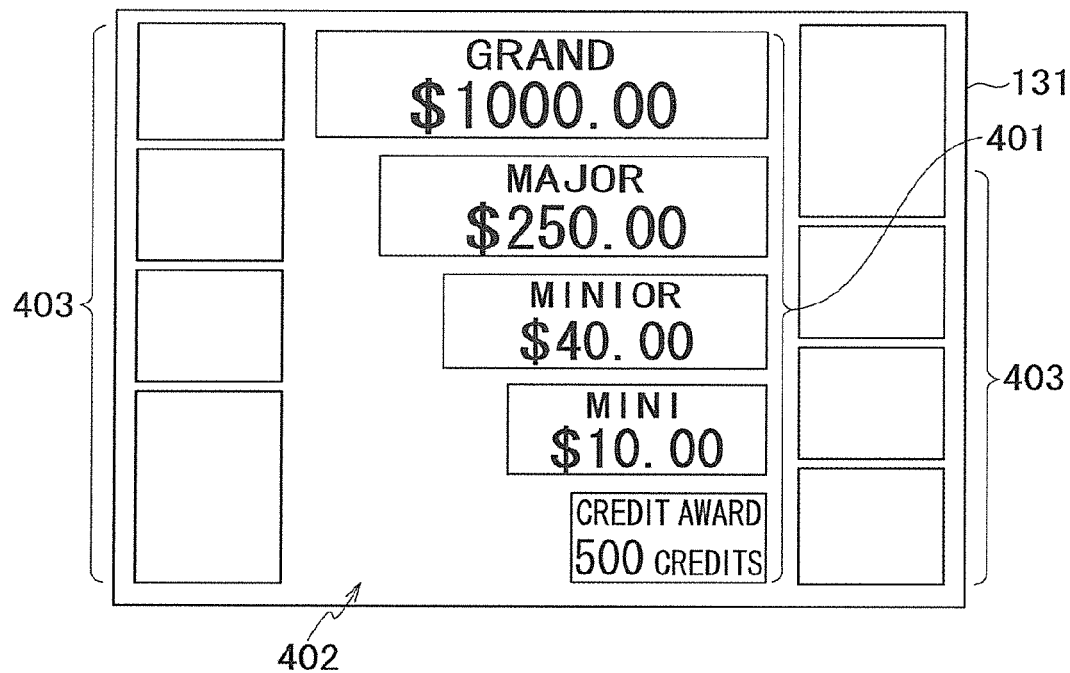 GRAND
$1000.00
131
401
MAJOR
$250.00
403
MINIOR
$40.00
403
MINI
$10.00
CREDIT AWARD
500 CREDITS
402